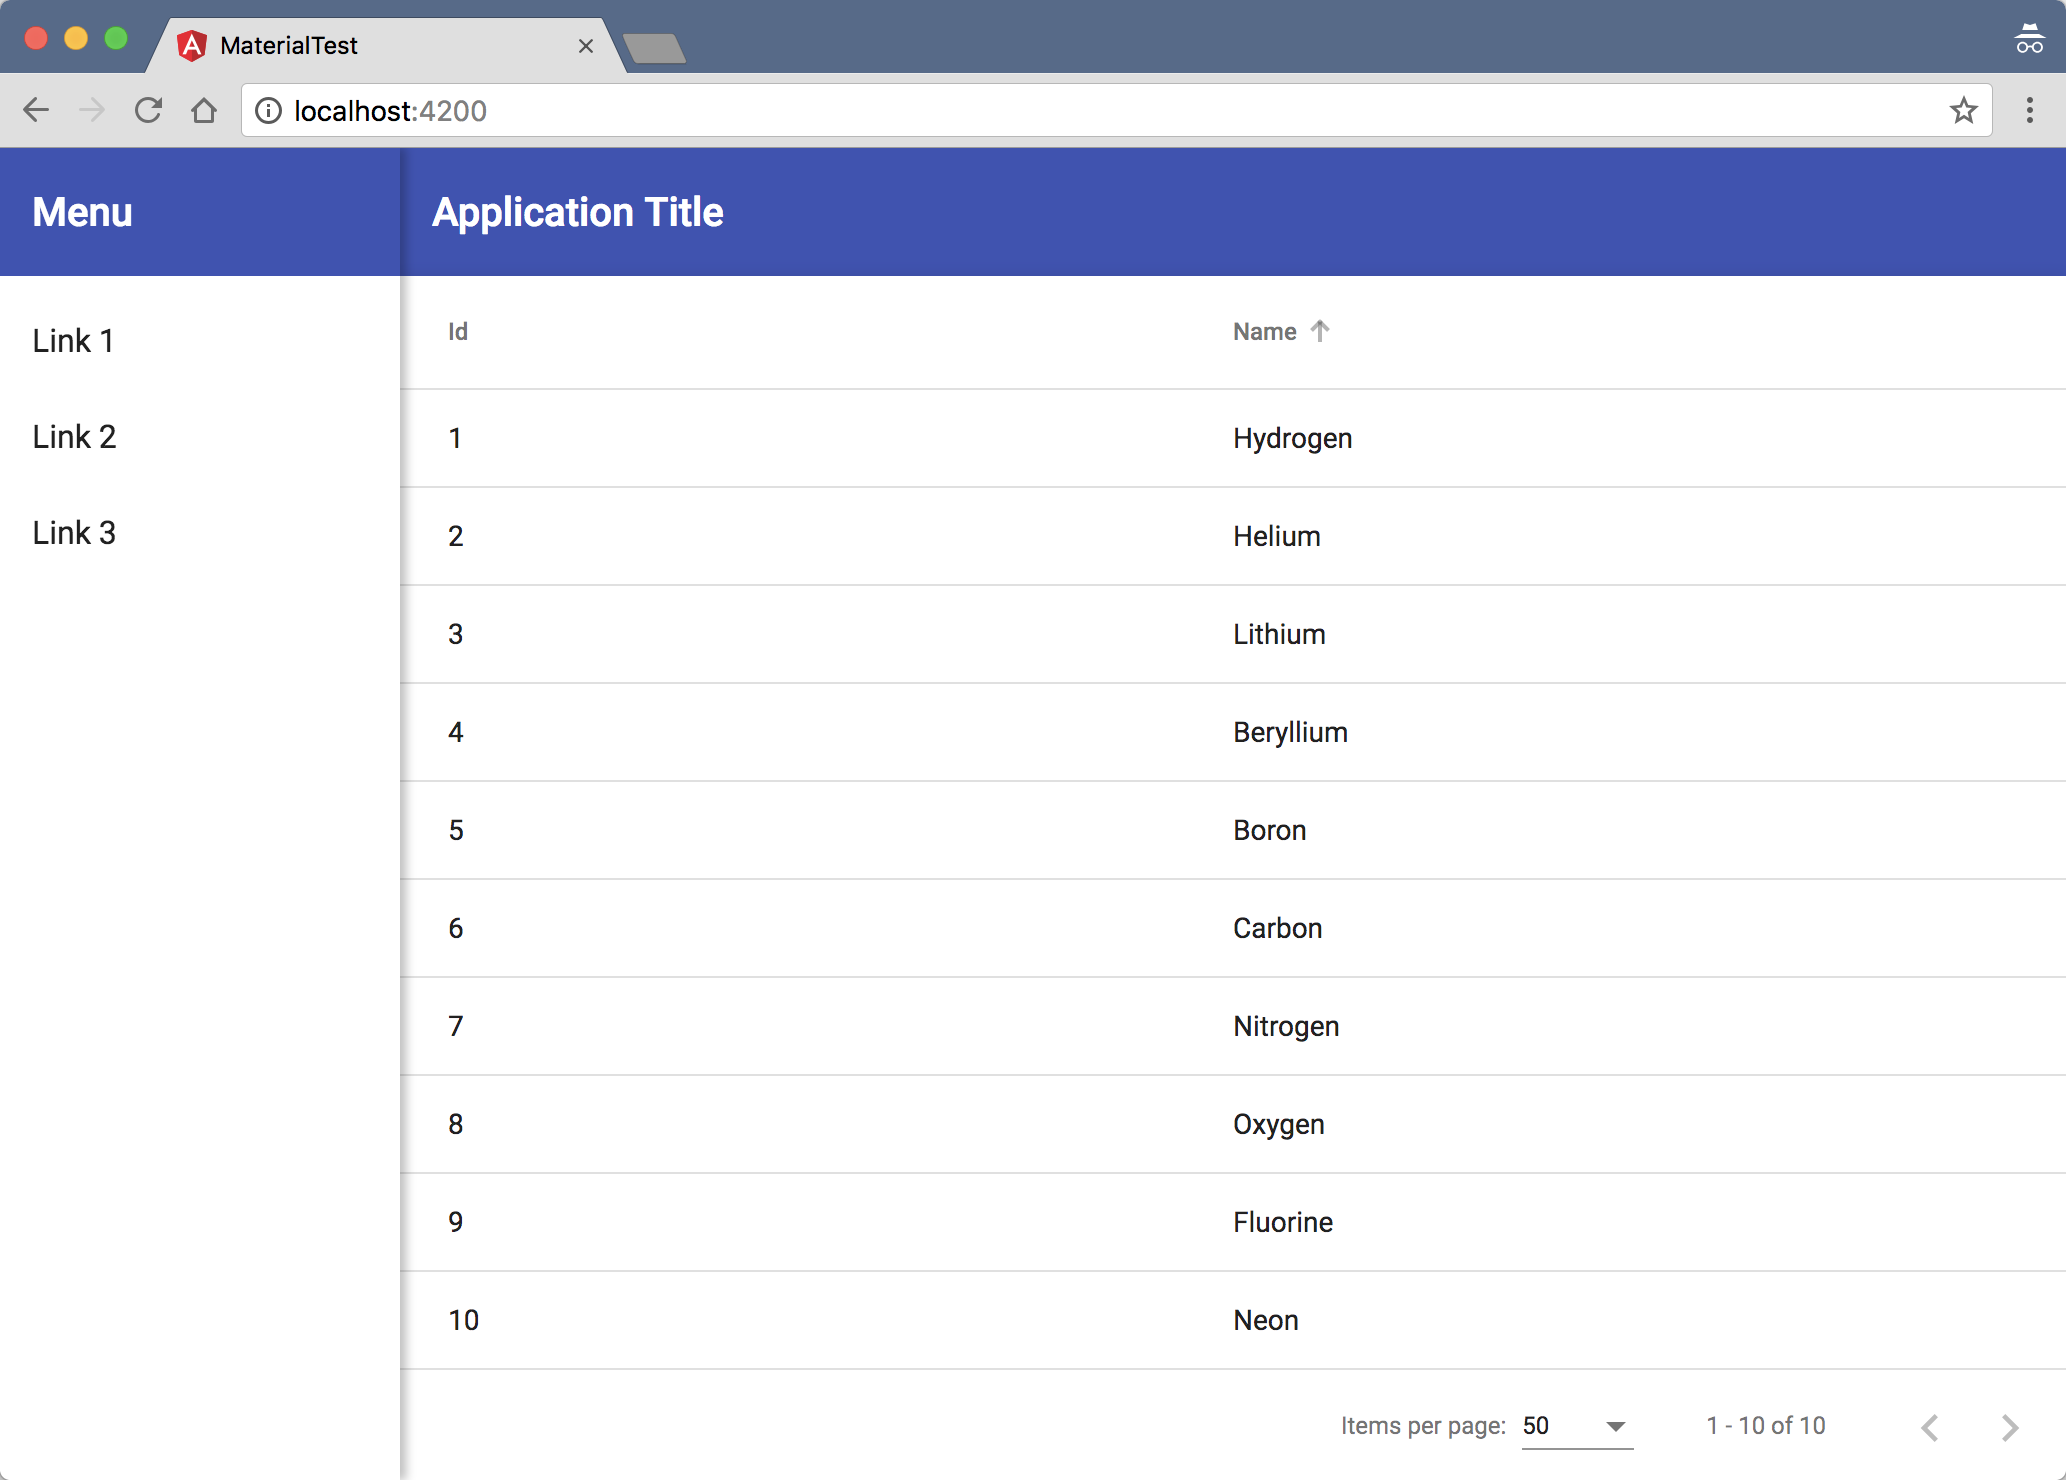 MaterialTest
localhost:4200
Menu
Application Title
Link 1
Link 2
Link 3
Id Name
1 Hydrogen
2 Helium
3 Lithium
4 Beryllium
5 Boron
6 Carbon
7 Nitrogen
8 Oxygen
9 Fluorine
10 Neon
Items per page: 50 1 - 10 of 10